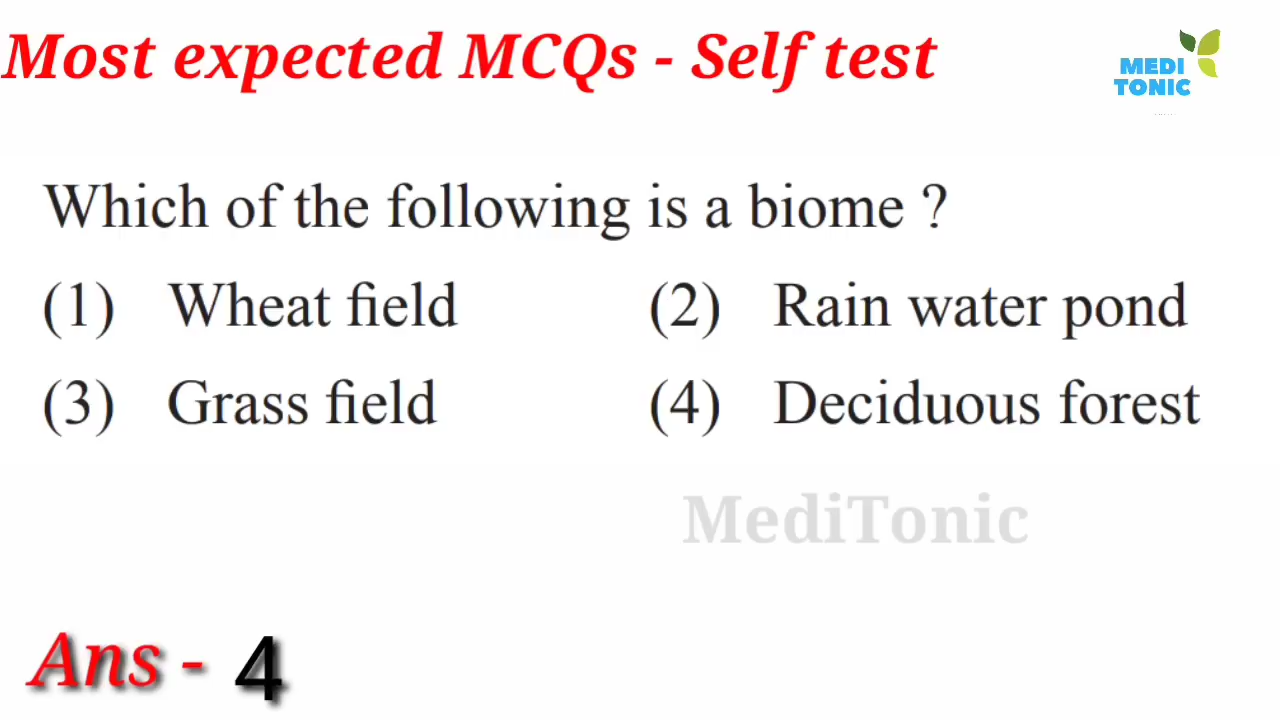 Most expected MCQs - Self test
MEDI
TONIC
Which of the following is a biome ?
(1) Wheat field (2) Rain water pond
(3) Grass field (4) Deciduous forest
MediTonic
Ans - 4